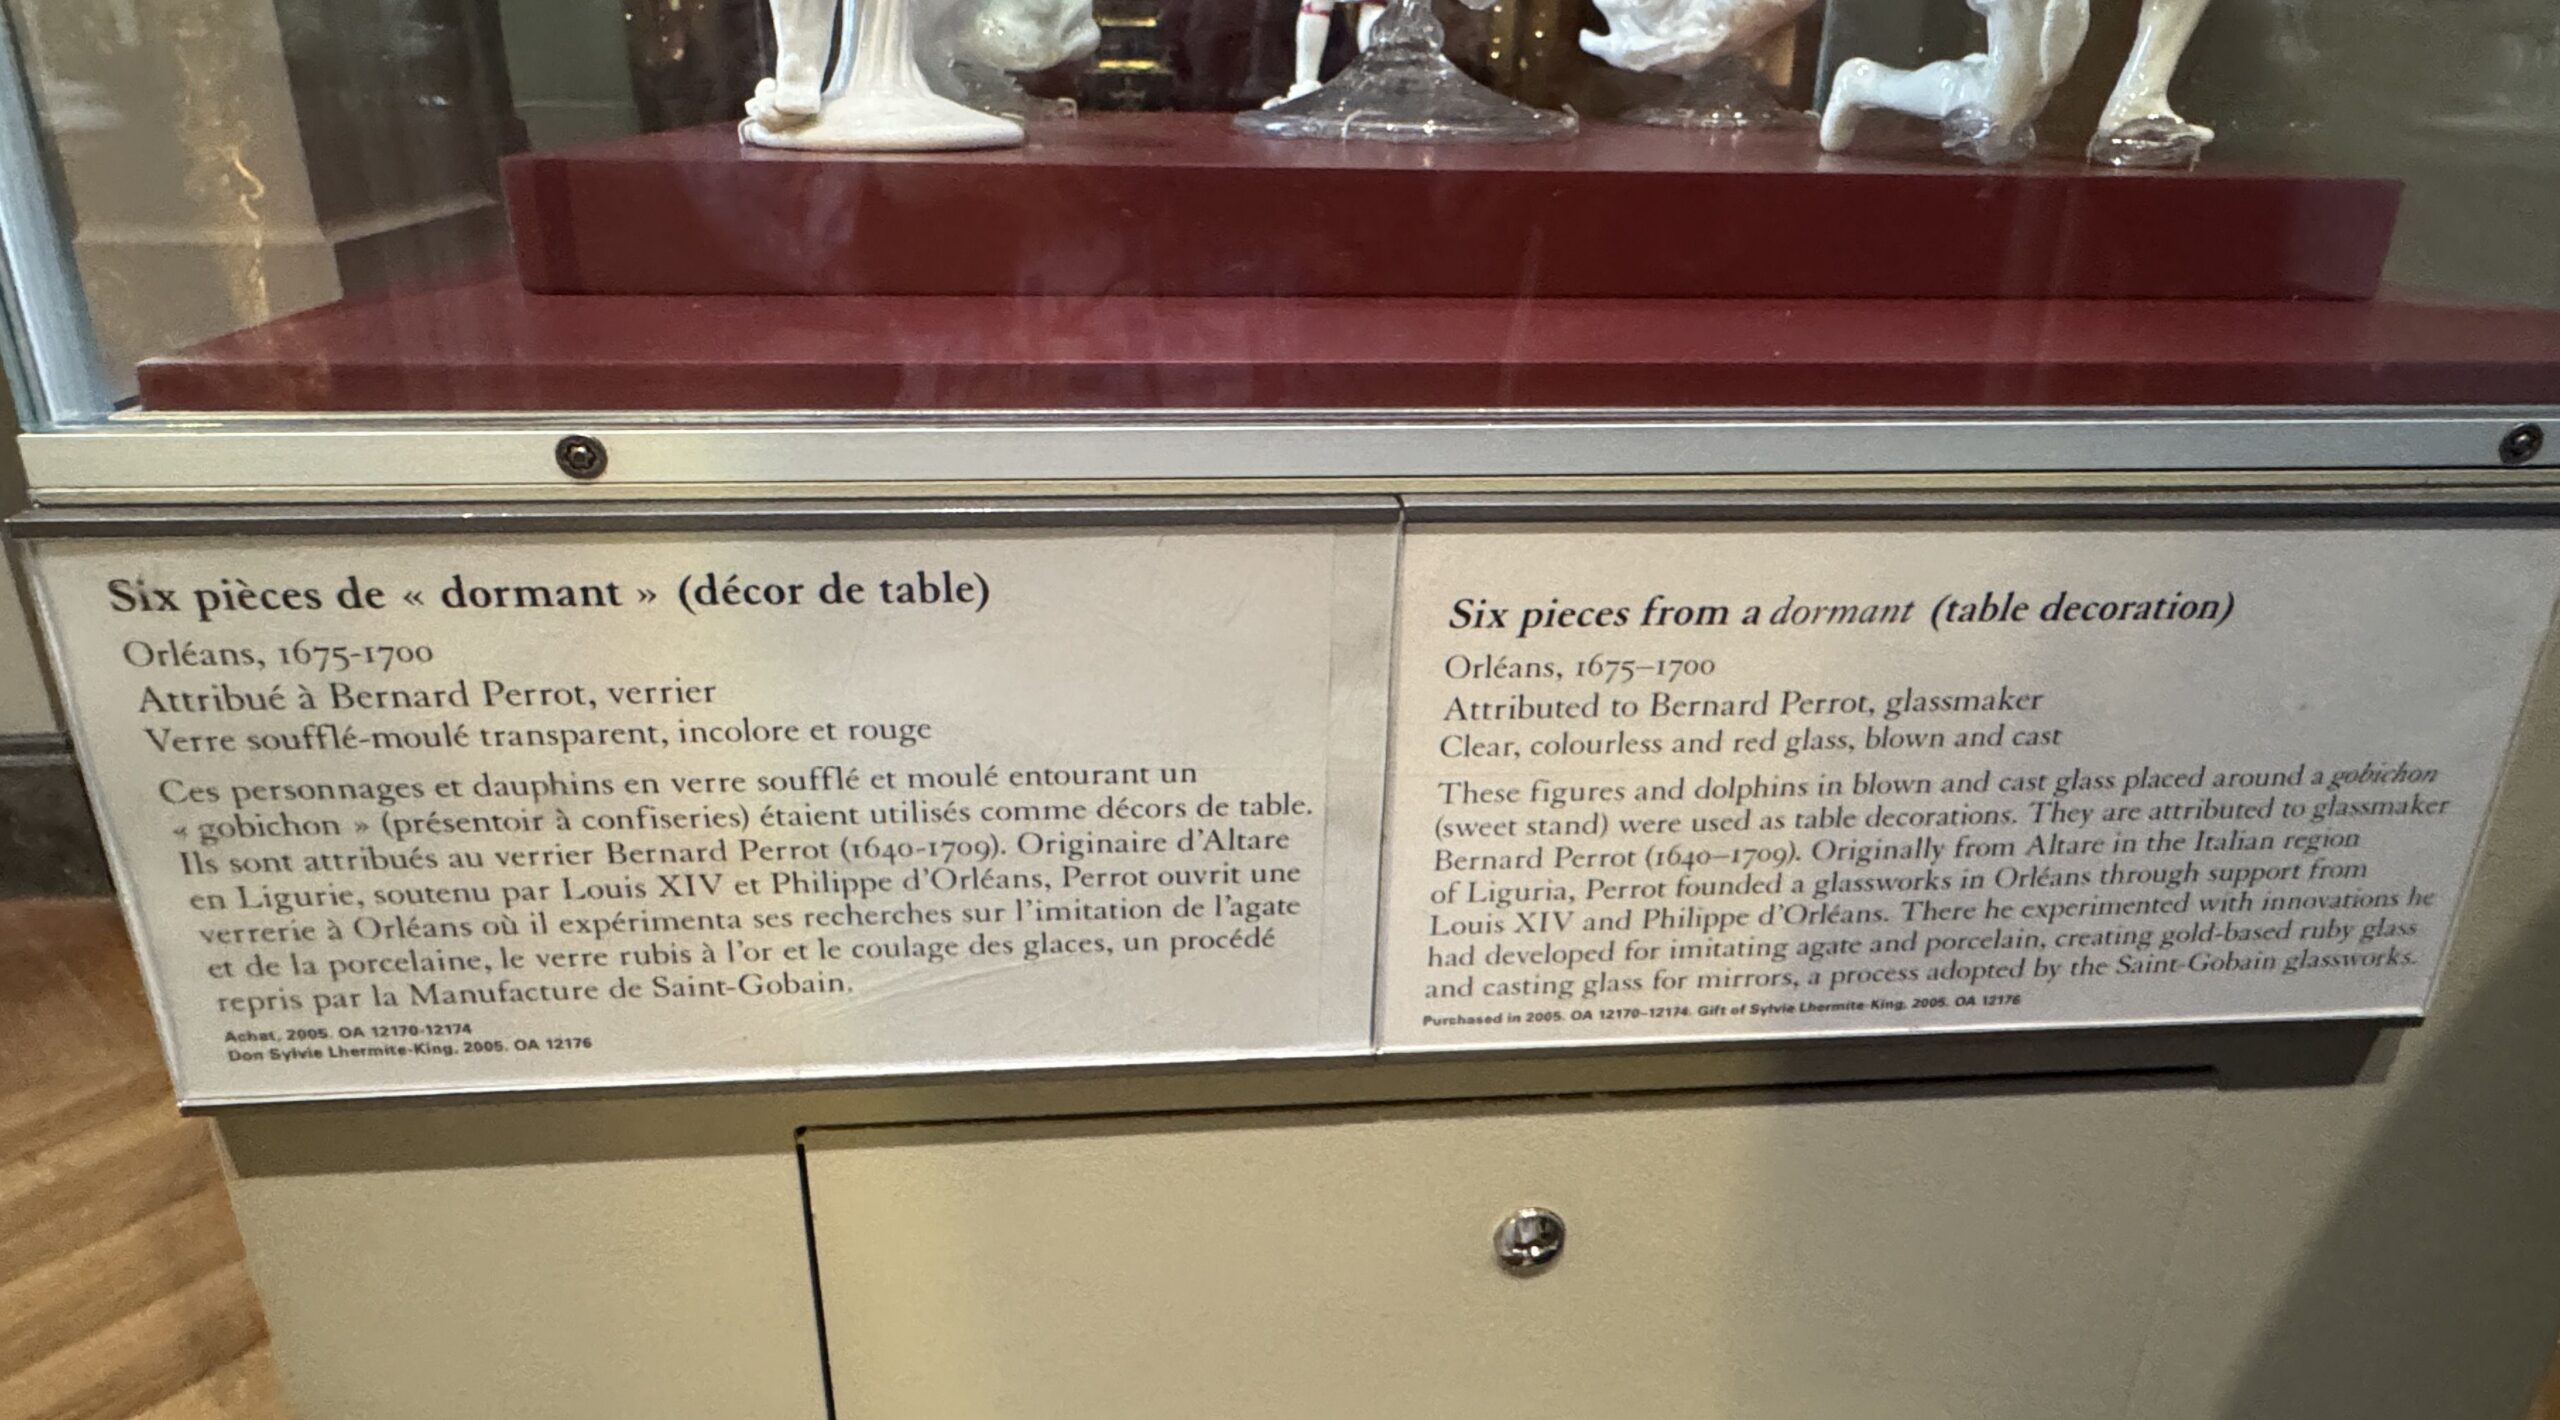 Six pièces de « dormant » (décor de table)
Orléans, 1675-1700
Attribué à Bernard Perrot, verrier
Verre soufflé-moulé transparent, incolore et rouge
Ces personnages et dauphins en verre soufflé et moulé entourant un
« gobichon » (présentoir à confiseries) étaient utilisés comme décors de table.
Ils sont attribués au verrier Bernard Perrot (1640-1709). Originaire d'Altare
en Ligurie, soutenu par Louis XIV et Philippe d'Orléans, Perrot ouvrit une
verrerie à Orléans où il expérimenta ses recherches sur l'imitation de l'agate
et de la porcelaine, le verre rubis à l'or et le coulage des glaces, un procédé
repris par la Manufacture de Saint-Gobain.
Achat, 2005. OA 12170-12174
Don Sylvie Lhermite-King, 2005. OA 12176
Six pieces from a dormant (table decoration)
Orléans, 1675–1700
Attributed to Bernard Perrot, glassmaker
Clear, colourless and red glass, blown and cast
These figures and dolphins in blown and cast glass placed around a gobichon
(sweet stand) were used as table decorations. They are attributed to glassmaker
Bernard Perrot (1640–1709). Originally from Altare in the Italian region
of Liguria, Perrot founded a glassworks in Orléans through support from
Louis XIV and Philippe d'Orléans. There he experimented with innovations he
had developed for imitating agate and porcelain, creating gold-based ruby glass
and casting glass for mirrors, a process adopted by the Saint-Gobain glassworks.
Purchased in 2005. OA 12170–12174. Gift of Sylvie Lhermite-King, 2005. OA 12176